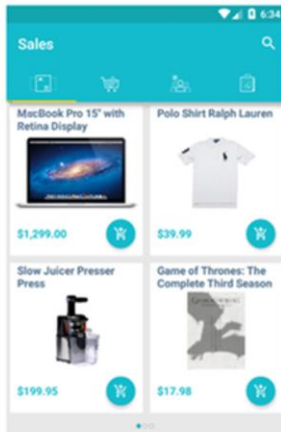 6:34
Sales
MacBook Pro 15" with
Retina Display
$1,299.00
Polo Shirt Ralph Lauren
$39.99
Slow Juicer Presser
Press
$199.95
Game of Thrones: The
Complete Third Season
$17.98